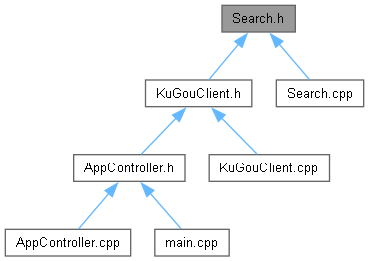 Search.h
KuGouClient.h
Search.cpp
AppController.h
KuGouClient.cpp
AppController.cpp
main.cpp